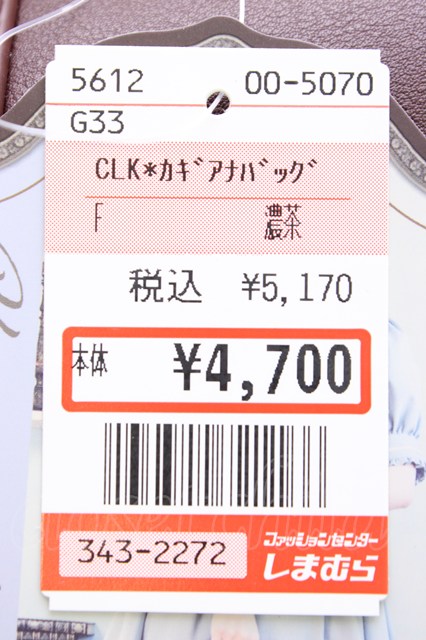 5612 00-5070
G33
CLK*ｶｷﾞｱﾅﾊﾞｯｸﾞ
F 濃茶
税込 ¥5,170
本体 ¥4,700
343-2272
ファッションセンター
しまむら